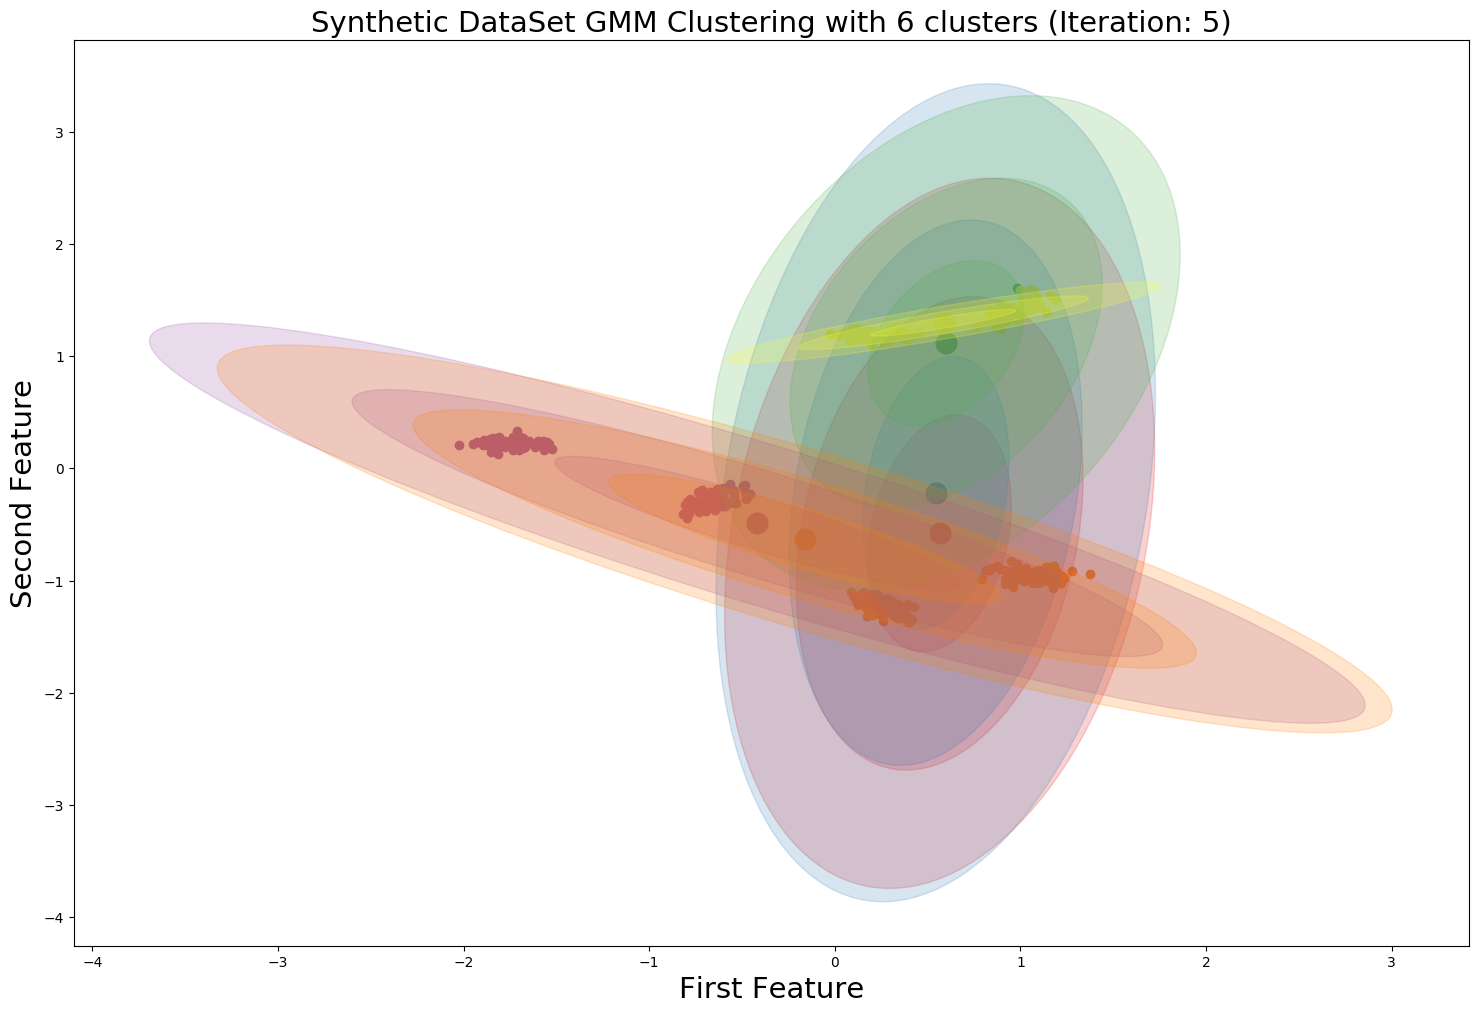 Synthetic DataSet GMM Clustering with 6 clusters (Iteration: 5)
3
2
1
0
−1
−2
−3
−4
Second Feature
−4 −3 −2 −1 0 1 2 3
First Feature